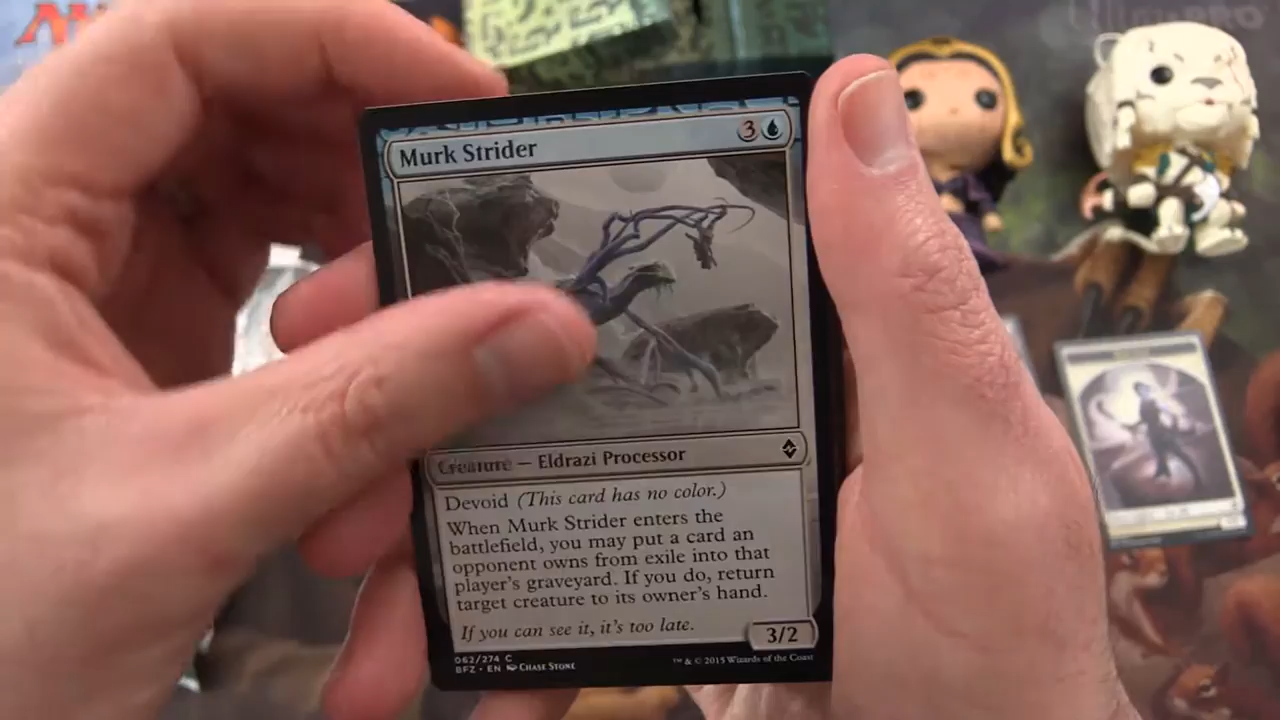 Ultra PRO
Murk Strider
3
Creature — Eldrazi Processor
Devoid (This card has no color.)
When Murk Strider enters the
battlefield, you may put a card an
opponent owns from exile into that
player's graveyard. If you do, return
target creature to its owner's hand.
If you can see it, it's too late.
3/2
062/274 C
BFZ • EN Chase Stone
™ & © 2015 Wizards of the Coast